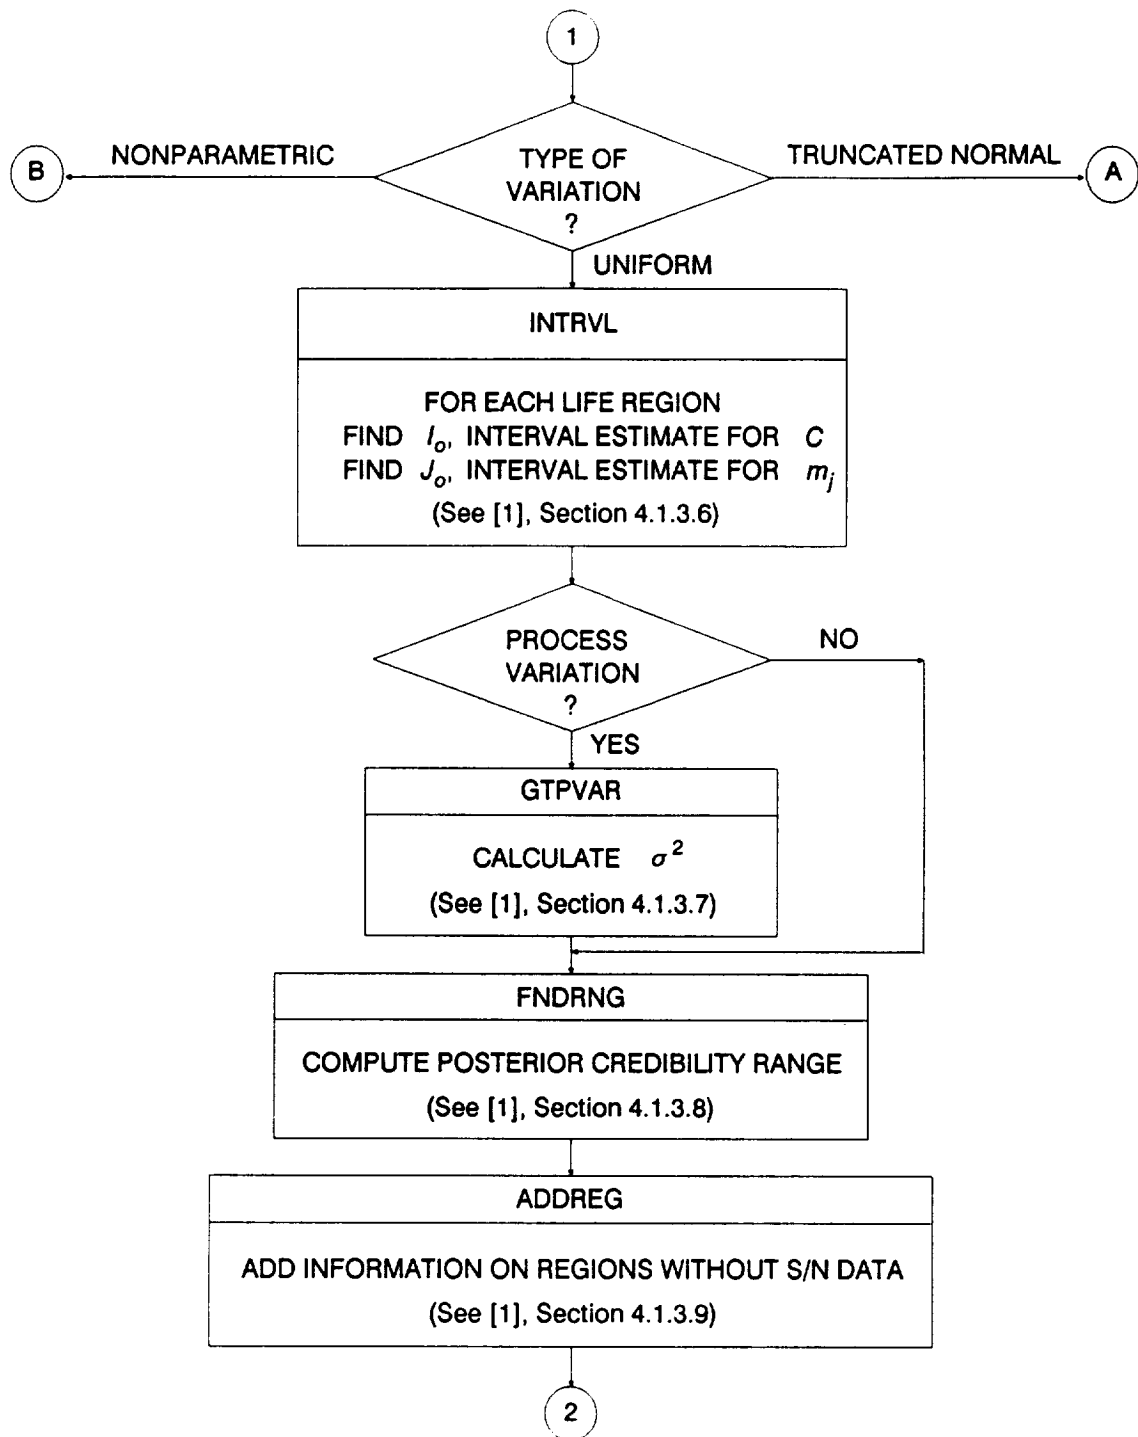 1
TYPE OF
VARIATION
?
NONPARAMETRIC
B
TRUNCATED NORMAL
A
UNIFORM
INTRVL
FOR EACH LIFE REGION
FIND I_o, INTERVAL ESTIMATE FOR C
FIND J_o, INTERVAL ESTIMATE FOR m_j
(See [1], Section 4.1.3.6)
PROCESS
VARIATION
?
NO
YES
GTPVAR
CALCULATE σ²
(See [1], Section 4.1.3.7)
FNDRNG
COMPUTE POSTERIOR CREDIBILITY RANGE
(See [1], Section 4.1.3.8)
ADDREG
ADD INFORMATION ON REGIONS WITHOUT S/N DATA
(See [1], Section 4.1.3.9)
2